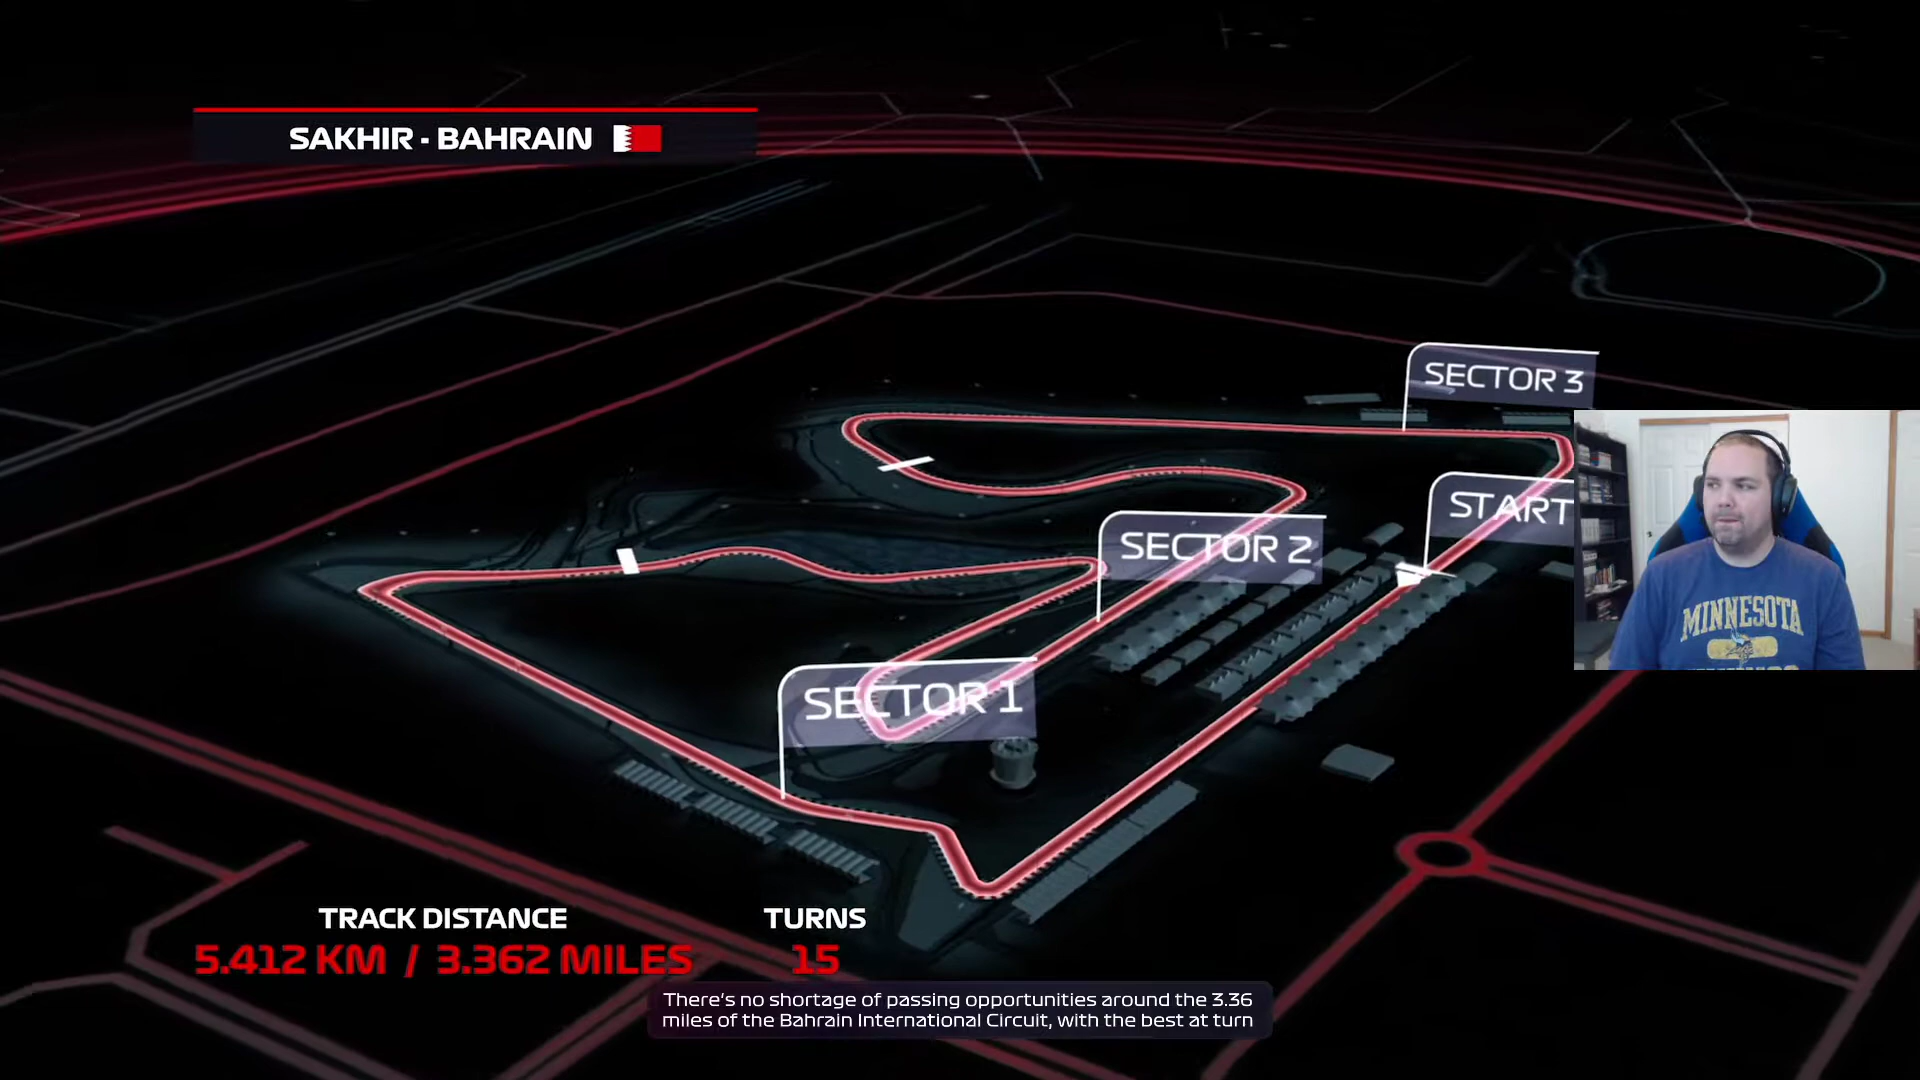 SAKHIR - BAHRAIN
SECTOR 3
START
SECTOR 2
SECTOR 1
MINNESOTA
TRACK DISTANCE
5.412 KM / 3.362 MILES
TURNS
15
There's no shortage of passing opportunities around the 3.36
miles of the Bahrain International Circuit, with the best at turn